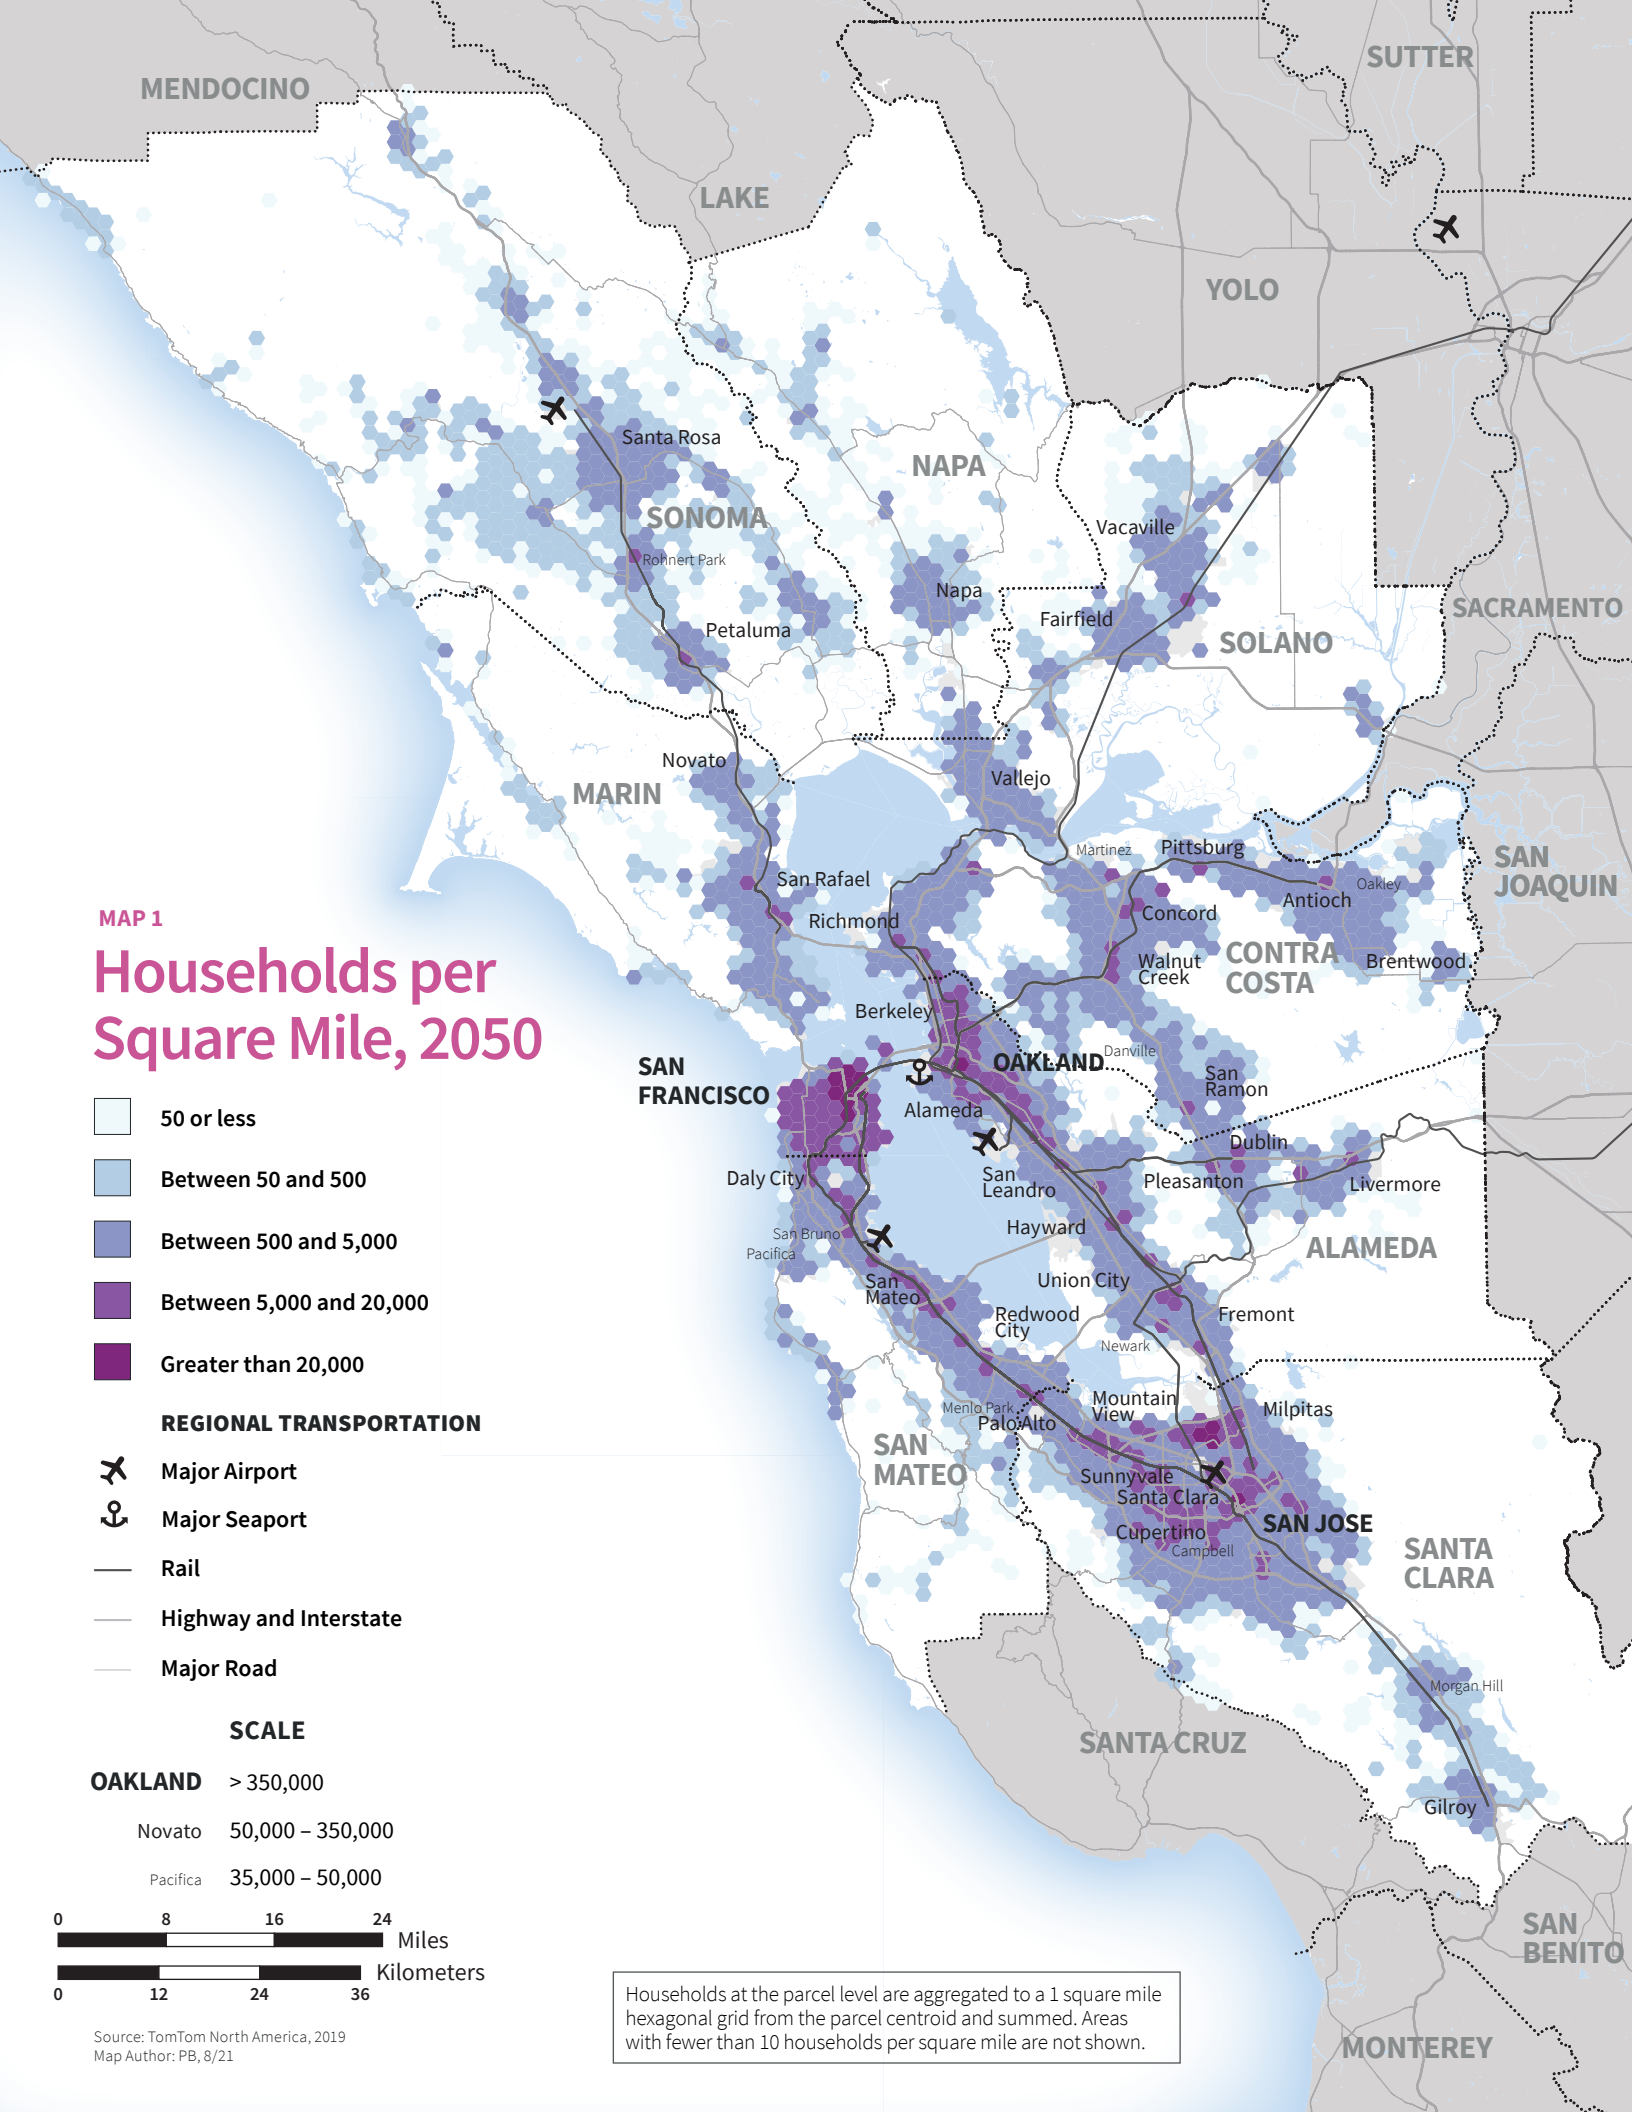 MENDOCINO
SUTTER
LAKE
YOLO
Santa Rosa
NAPA
SONOMA
Vacaville
Rohnert Park
Napa
SACRAMENTO
Fairfield
Petaluma
SOLANO
Novato
Vallejo
MARIN
Martinez
Pittsburg
SAN
JOAQUIN
San Rafael
Oakley
Antioch
Richmond
Concord
CONTRA
COSTA
Walnut
Creek
Brentwood
Berkeley
SAN
FRANCISCO
OAKLAND
Danville
San
Ramon
Alameda
Dublin
Daly City
San
Leandro
Pleasanton
Livermore
San Bruno
Pacifica
Hayward
ALAMEDA
San
Mateo
Union City
Redwood
City
Fremont
Newark
Menlo Park
Palo Alto
Mountain
View
Milpitas
SAN
MATEO
Sunnyvale
Santa Clara
Cupertino
Campbell
SAN JOSE
SANTA
CLARA
Morgan Hill
SANTA CRUZ
Gilroy
SAN
BENITO
MONTEREY
MAP 1
Households per
Square Mile, 2050
50 or less
Between 50 and 500
Between 500 and 5,000
Between 5,000 and 20,000
Greater than 20,000
REGIONAL TRANSPORTATION
Major Airport
Major Seaport
Rail
Highway and Interstate
Major Road
SCALE
OAKLAND > 350,000
Novato 50,000 – 350,000
Pacifica 35,000 – 50,000
0 8 16 24
Miles
Kilometers
0 12 24 36
Source: TomTom North America, 2019
Map Author: PB, 8/21
Households at the parcel level are aggregated to a 1 square mile
hexagonal grid from the parcel centroid and summed. Areas
with fewer than 10 households per square mile are not shown.